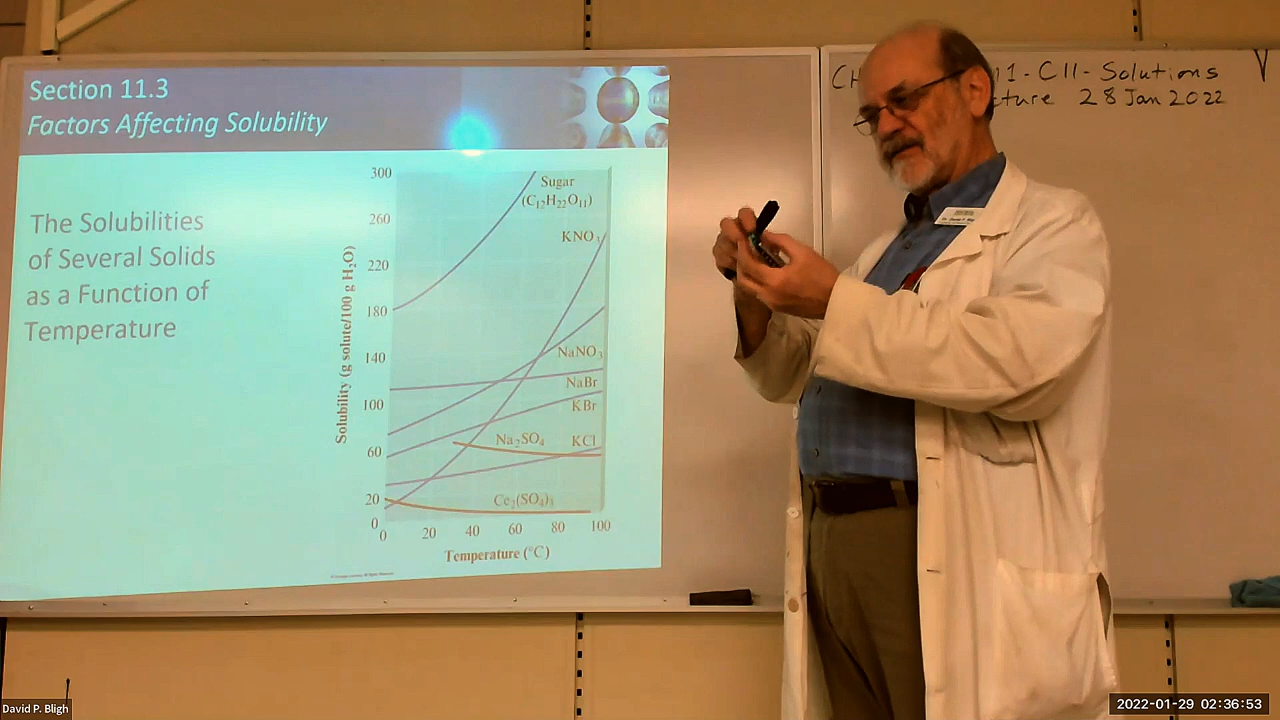 Section 11.3
Factors Affecting Solubility
The Solubilities
of Several Solids
as a Function of
Temperature
Solubility (g solute/100 g H₂O)
300
260
220
180
140
100
60
20
0
Sugar
(C₁₂H₂₂O₁₁)
KNO₃
NaNO₃
NaBr
KBr
Na₂SO₄
KCl
Ce₂(SO₄)₃
0 20 40 60 80 100
Temperature (°C)
CH 1 - C11 - Solutions
cture 28 Jan 2022
David P. Bligh
2022-01-29 02:36:53